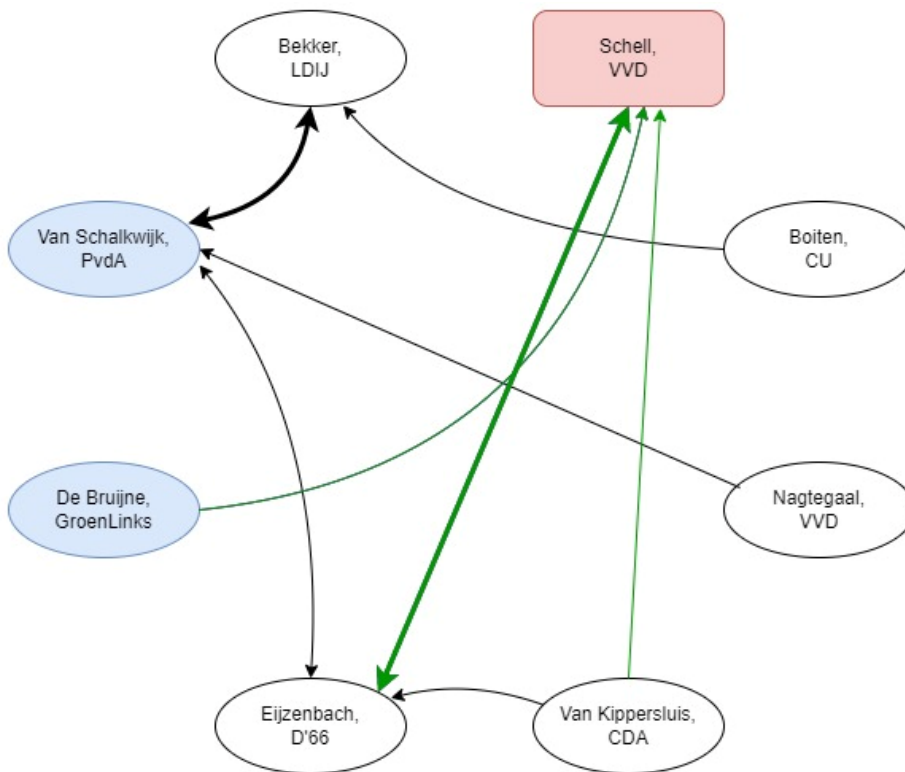 Bekker,
LDIJ
Schell,
VVD
Van Schalkwijk,
PvdA
Boiten,
CU
De Bruijne,
GroenLinks
Nagtegaal,
VVD
Eijzenbach,
D'66
Van Kippersluis,
CDA